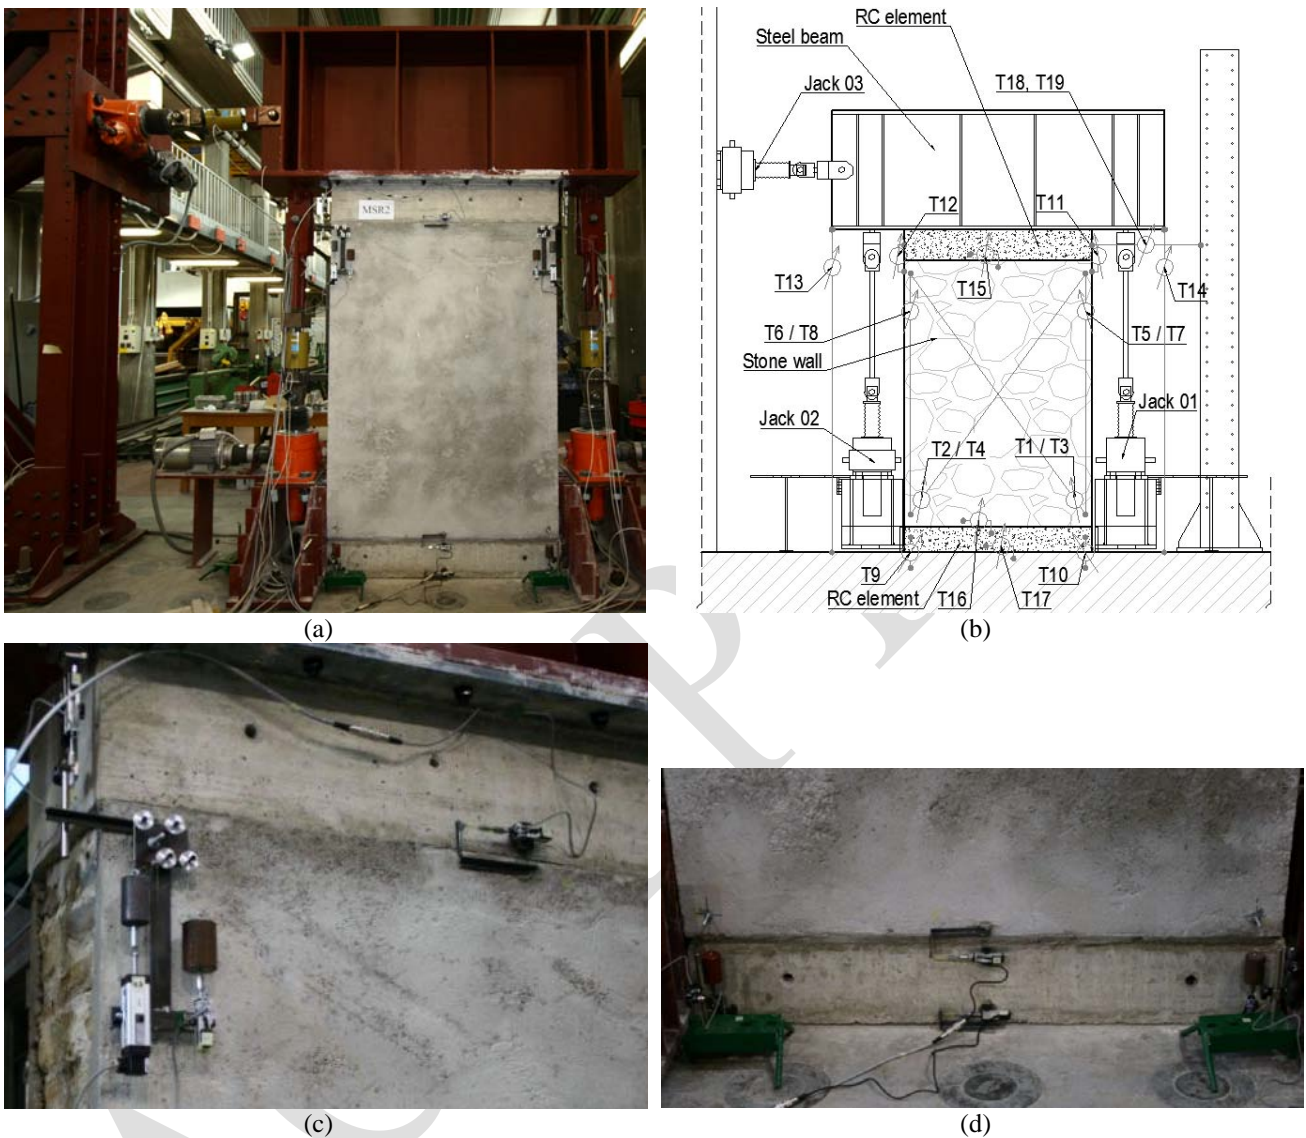 MSR2
(a)
RC element
Steel beam
T18, T19
Jack 03
T12
T11
T13
T15
T14
T6 / T8
T5 / T7
Stone wall
Jack 02
Jack 01
T2 / T4
T1 / T3
T9
T10
RC element
T16
T17
(b)
(c)
(d)